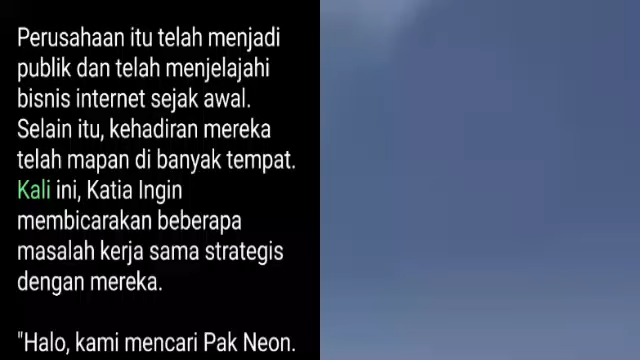 Perusahaan itu telah menjadi
publik dan telah menjelajahi
bisnis internet sejak awal.
Selain itu, kehadiran mereka
telah mapan di banyak tempat.
Kali ini, Katia Ingin
membicarakan beberapa
masalah kerja sama strategis
dengan mereka.
"Halo, kami mencari Pak Neon.